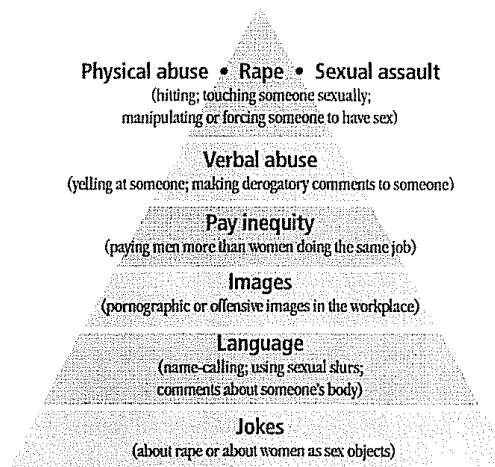 Physical abuse • Rape • Sexual assault
(hitting; touching someone sexually;
manipulating or forcing someone to have sex)
Verbal abuse
(yelling at someone; making derogatory comments to someone)
Pay inequity
(paying men more than women doing the same job)
Images
(pornographic or offensive images in the workplace)
Language
(name-calling; using sexual slurs;
comments about someone's body)
Jokes
(about rape or about women as sex objects)